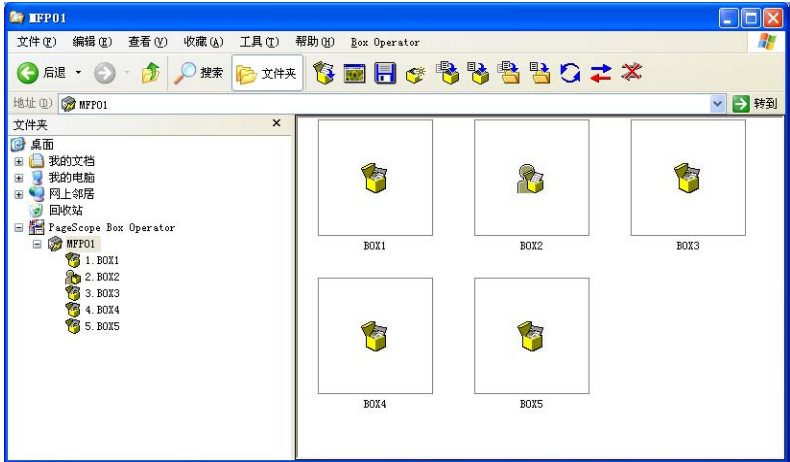 MFP01
文件(F) 编辑(E) 查看(V) 收藏(A) 工具(T) 帮助(H) Box Operator
后退 搜索 文件夹
地址(D) MFP01 转到
文件夹
桌面
我的文档
我的电脑
网上邻居
回收站
PageScope Box Operator
MFP01
1. BOX1
2. BOX2
3. BOX3
4. BOX4
5. BOX5
BOX1 BOX2 BOX3
BOX4 BOX5